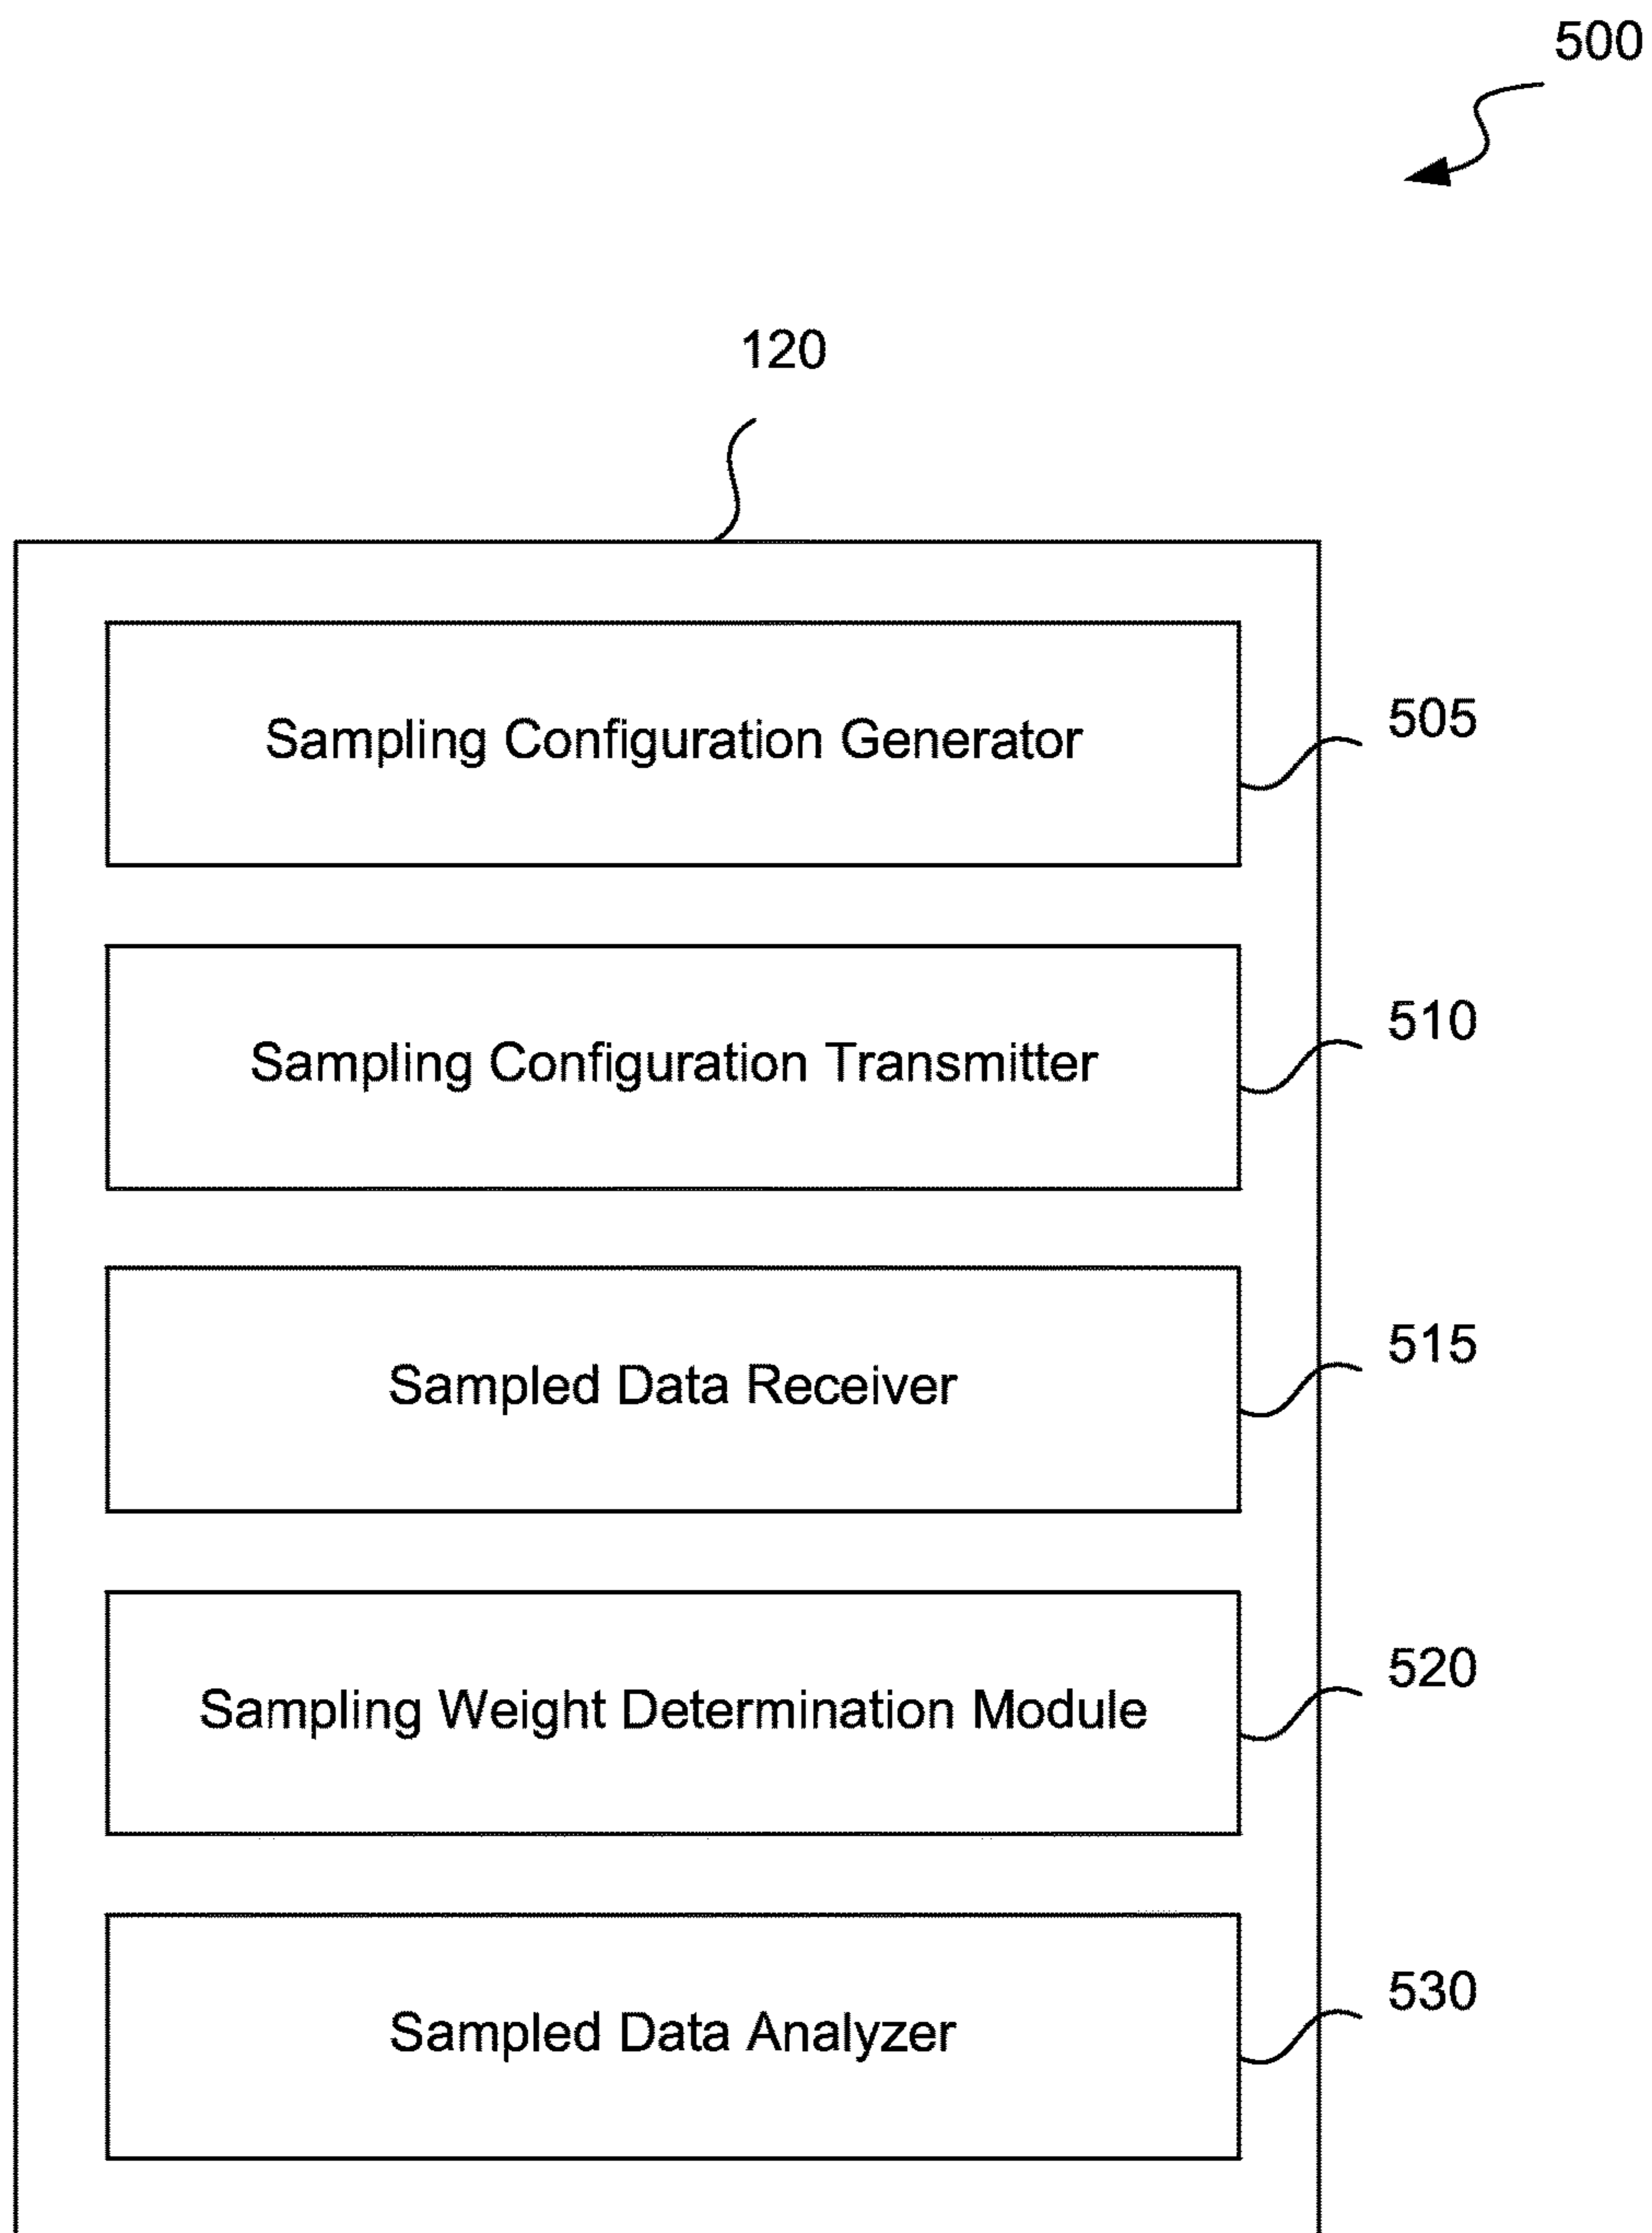 500
120
Sampling Configuration Generator
505
Sampling Configuration Transmitter
510
Sampled Data Receiver
515
Sampling Weight Determination Module
520
Sampled Data Analyzer
530